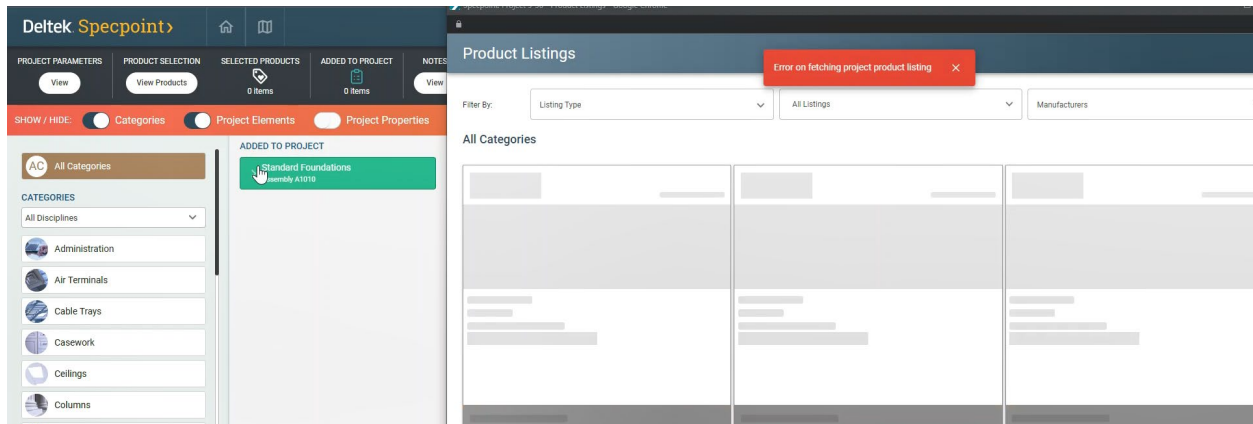 Deltek Specpoint
PROJECT PARAMETERS
View
PRODUCT SELECTION
View Products
SELECTED PRODUCTS
0 items
ADDED TO PROJECT
0 items
NOTES
View
SHOW / HIDE:
Categories
Project Elements
Project Properties
AC
All Categories
CATEGORIES
All Disciplines
Administration
Air Terminals
Cable Trays
Casework
Ceilings
Columns
ADDED TO PROJECT
Standard Foundations
A1010
Product Listings
Error on fetching project product listing
Filter By:
Listing Type
All Listings
Manufacturers
All Categories